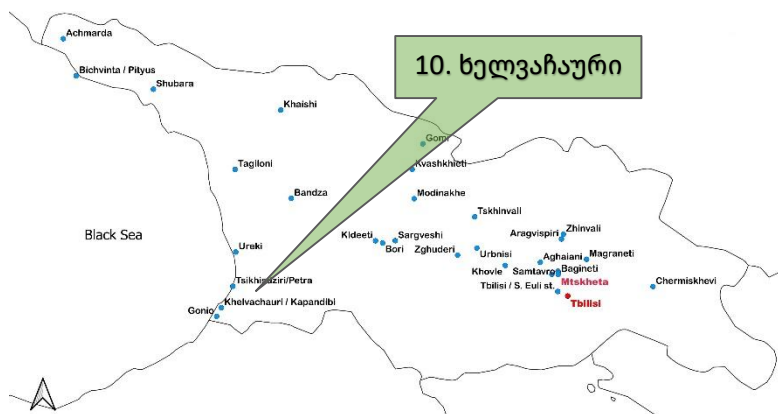 Achmarda
10. ხელვაჩაური
Bichvinta / Pityus
Shubara
Khaishi
Gomi
Tagiloni
Kvashkhieti
Bandza
Modinakhe
Tskhinvali
Zhinvali
Aragvispiri
Black Sea
Ureki
Kldeeti
Sargveshi
Bori
Zghuderi
Urbnisi
Khovle
Aghaiani
Magraneti
Samtavro
Bagineti
Mtskheta
Tsikhisdziri/Petra
Tbilisi / S. Euli st.
Chermiskhevi
Tbilisi
Khelvachauri / Kapandibi
Gonio